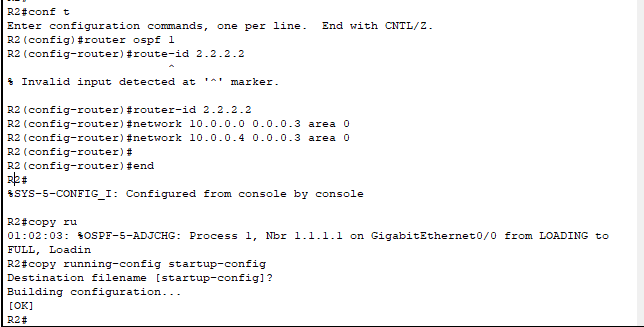 R2#conf t
Enter configuration commands, one per line.  End with CNTL/Z.
R2(config)#router ospf 1
R2(config-router)#route-id 2.2.2.2
                       ^
% Invalid input detected at '^' marker.

R2(config-router)#router-id 2.2.2.2
R2(config-router)#network 10.0.0.0 0.0.0.3 area 0
R2(config-router)#network 10.0.0.4 0.0.0.3 area 0
R2(config-router)#
R2(config-router)#end
R2#
%SYS-5-CONFIG_I: Configured from console by console

R2#copy ru
01:02:03: %OSPF-5-ADJCHG: Process 1, Nbr 1.1.1.1 on GigabitEthernet0/0 from LOADING to
FULL, Loadin
R2#copy running-config startup-config
Destination filename [startup-config]?
Building configuration...
[OK]
R2#